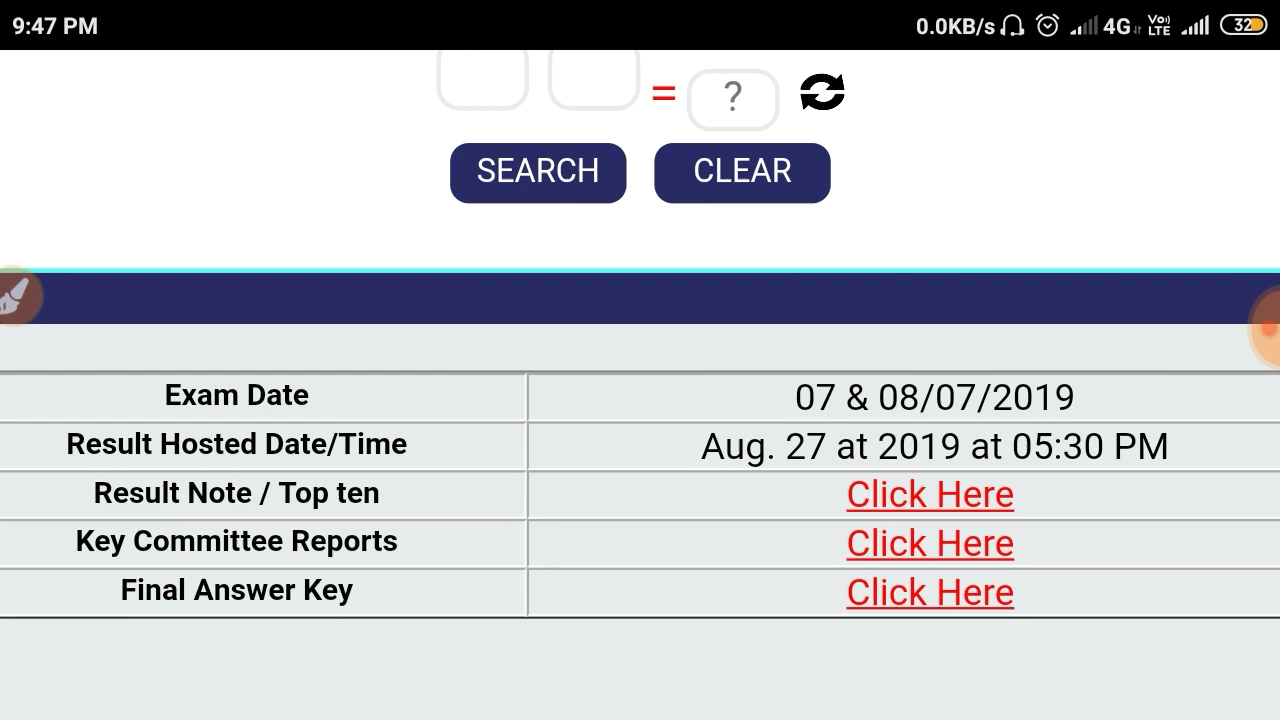 9:47 PM 0.0KB/s 4G Vo)) LTE 32
= ?
SEARCH CLEAR
Exam Date 07 & 08/07/2019
Result Hosted Date/Time Aug. 27 at 2019 at 05:30 PM
Result Note / Top ten Click Here
Key Committee Reports Click Here
Final Answer Key Click Here